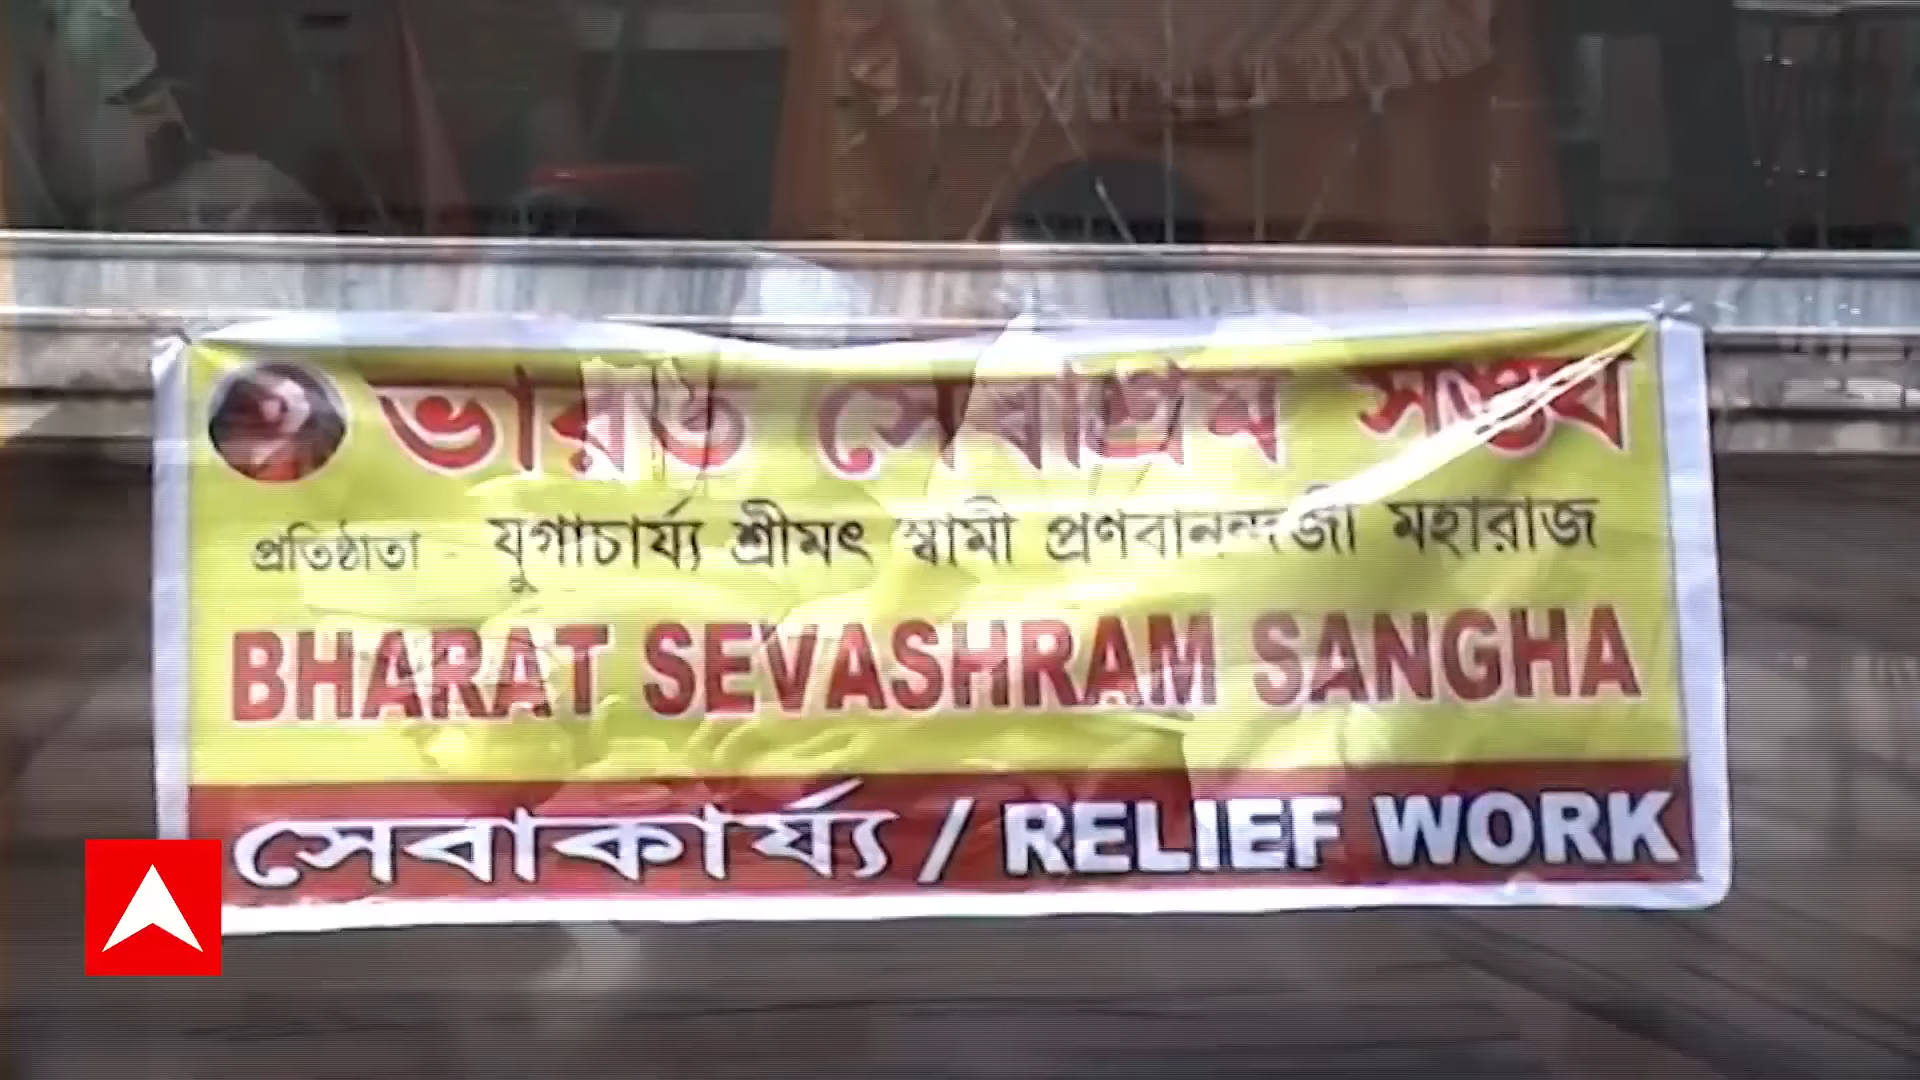 ভারত সেবাশ্রম সঙ্ঘ
প্রতিষ্ঠাতা - যুগাচার্য্য শ্রীমৎ স্বামী প্রণবানন্দজী মহারাজ
BHARAT SEVASHRAM SANGHA
সেবাকার্য্য / RELIEF WORK